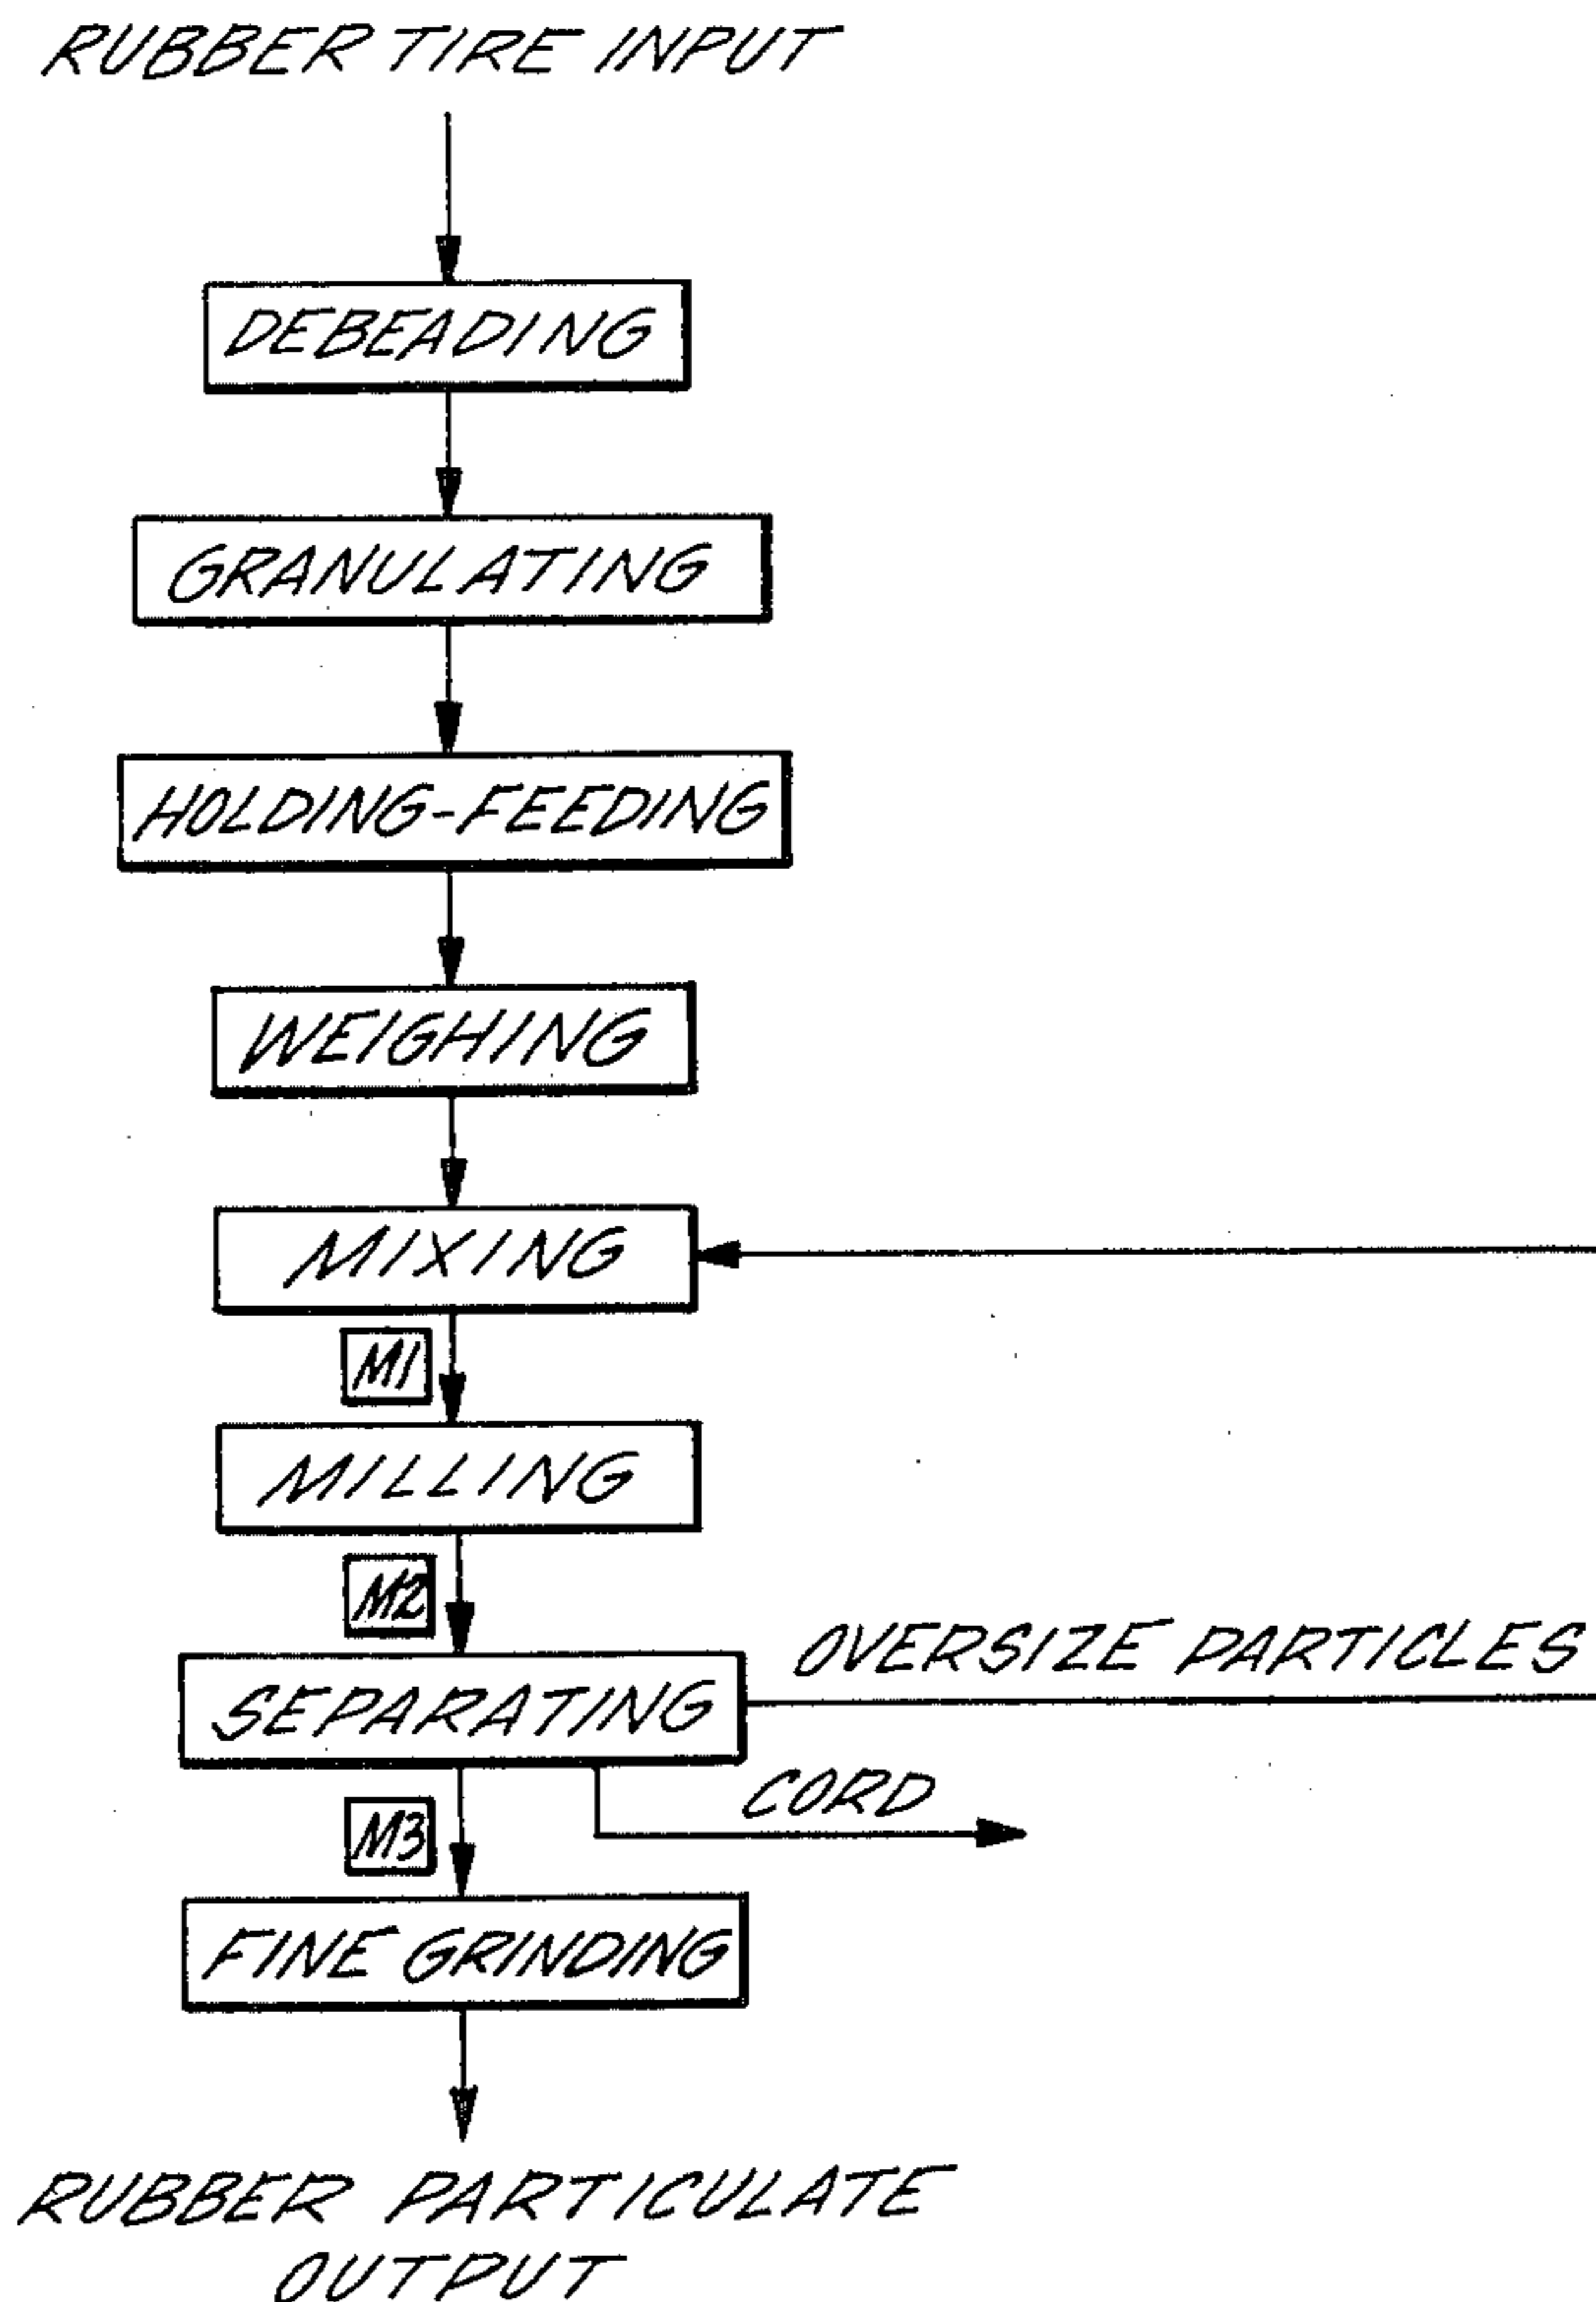 RUBBER TIRE INPUT
DEBEADING
GRANULATING
HOLDING-FEEDING
WEIGHING
MIXING
M1
MILLING
M2
OVERSIZE PARTICLES
SEPARATING
CORD
M3
FINE GRINDING
RUBBER PARTICULATE
OUTPUT